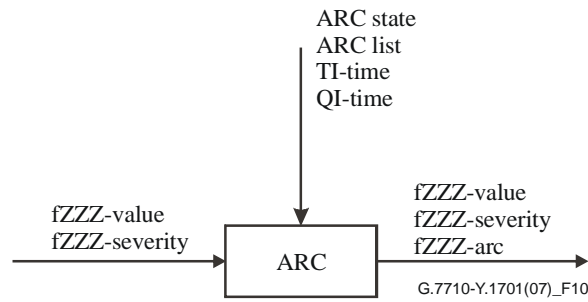 ARC state
ARC list
TI-time
QI-time
fZZZ-value
fZZZ-severity
ARC
fZZZ-value
fZZZ-severity
fZZZ-arc
G.7710-Y.1701(07)_F10